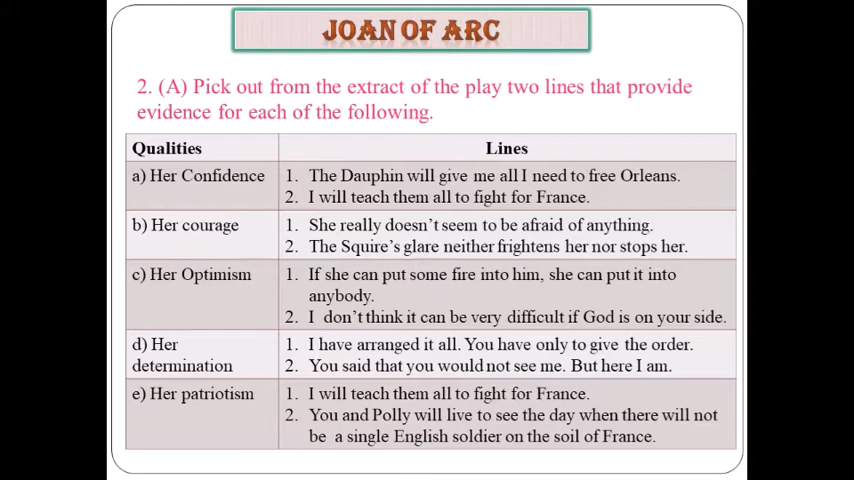 JOAN OF ARC
2. (A) Pick out from the extract of the play two lines that provide
evidence for each of the following.
Qualities Lines
a) Her Confidence 1. The Dauphin will give me all I need to free Orleans.
2. I will teach them all to fight for France.
b) Her courage 1. She really doesn't seem to be afraid of anything.
2. The Squire's glare neither frightens her nor stops her.
c) Her Optimism 1. If she can put some fire into him, she can put it into
anybody.
2. I don't think it can be very difficult if God is on your side.
d) Her 1. I have arranged it all. You have only to give the order.
determination 2. You said that you would not see me. But here I am.
e) Her patriotism 1. I will teach them all to fight for France.
2. You and Polly will live to see the day when there will not
be a single English soldier on the soil of France.